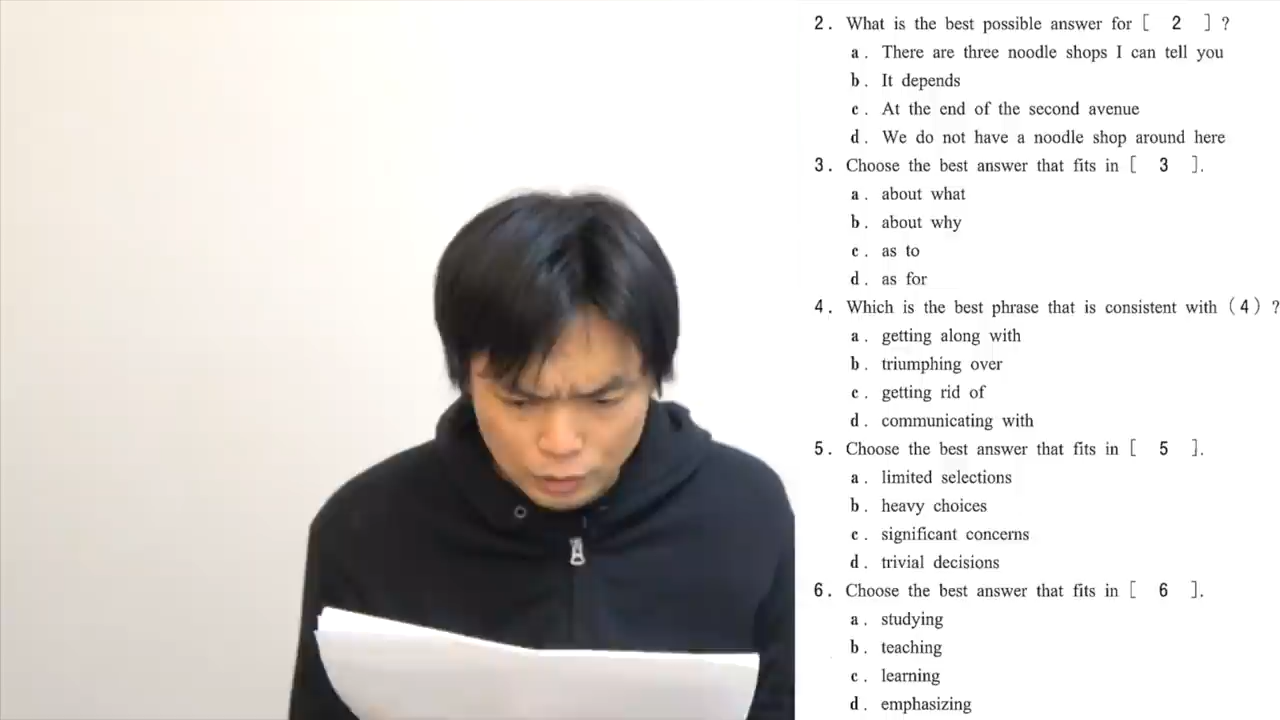 2. What is the best possible answer for [ 2 ] ?
a. There are three noodle shops I can tell you
b. It depends
c. At the end of the second avenue
d. We do not have a noodle shop around here
3. Choose the best answer that fits in [ 3 ].
a. about what
b. about why
c. as to
d. as for
4. Which is the best phrase that is consistent with (4) ?
a. getting along with
b. triumphing over
c. getting rid of
d. communicating with
5. Choose the best answer that fits in [ 5 ].
a. limited selections
b. heavy choices
c. significant concerns
d. trivial decisions
6. Choose the best answer that fits in [ 6 ].
a. studying
b. teaching
c. learning
d. emphasizing